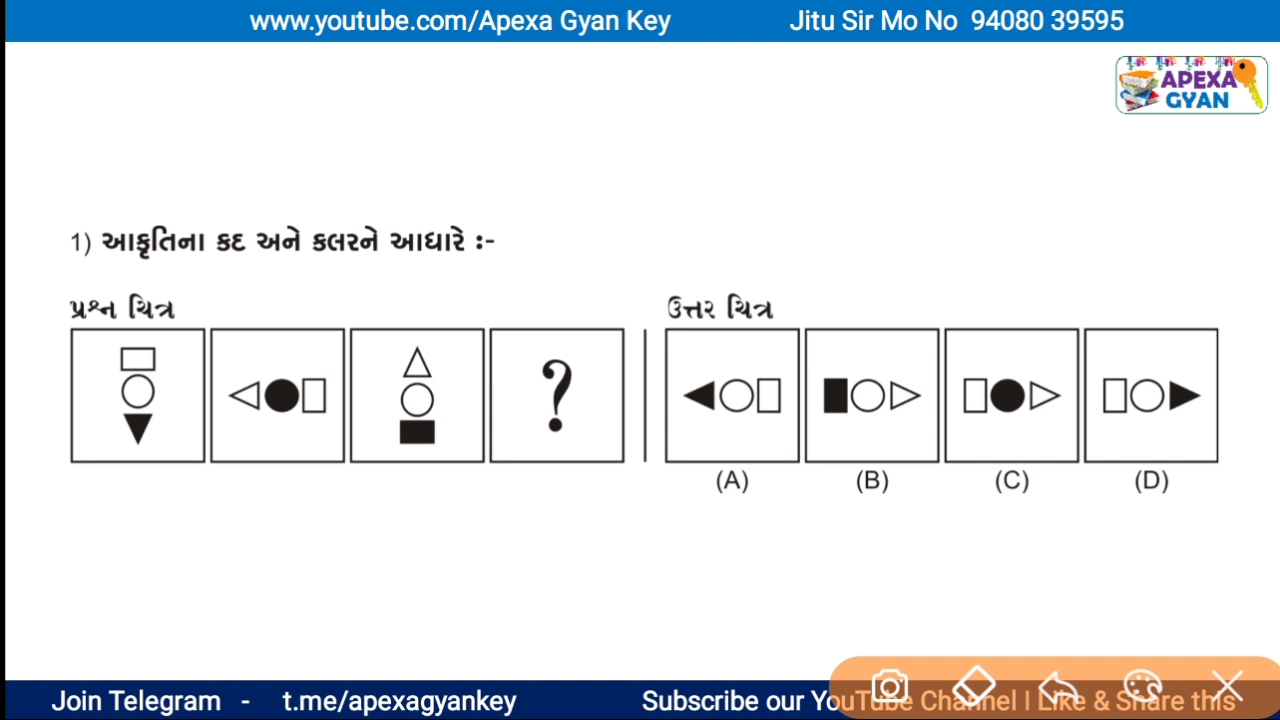 www.youtube.com/Apexa Gyan Key Jitu Sir Mo No 94080 39595
APEXA
GYAN
1) આકૃતિના કદ અને કલરને આધારે :-
પ્રશ્ન ચિત્ર ઉત્તર ચિત્ર
?
(A) (B) (C) (D)
Join Telegram - t.me/apexagyankey Subscribe our YouTube Channel | Like & Share this